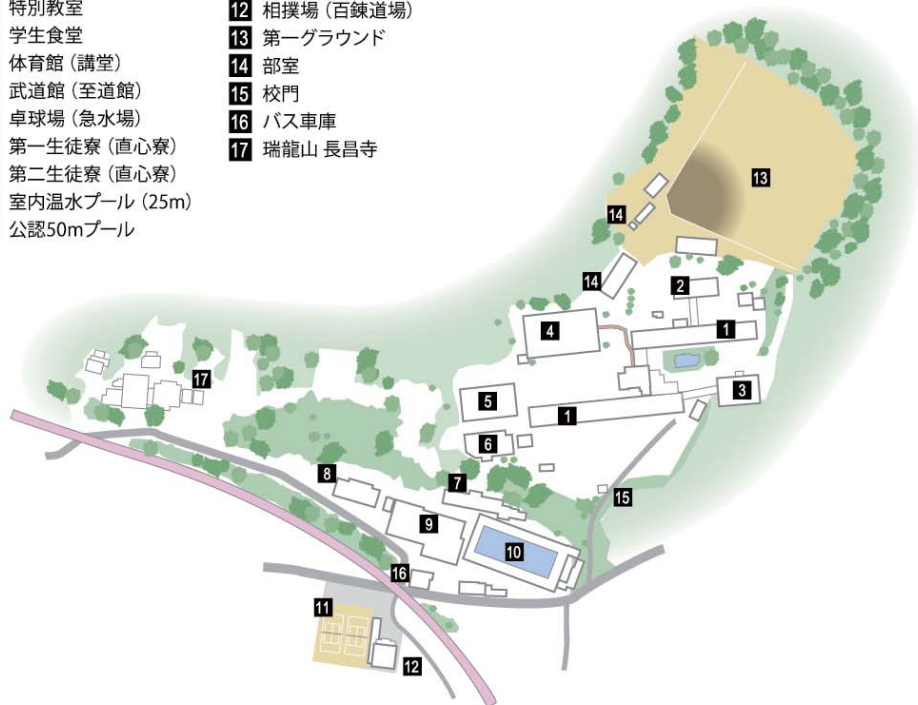 特別教室
学生食堂
体育館（講堂）
武道館（至道館）
卓球場（急水場）
第一生徒寮（直心寮）
第二生徒寮（直心寮）
室内温水プール（25m）
公認50mプール
12 相撲場（百錬道場）
13 第一グラウンド
14 部室
15 校門
16 バス車庫
17 瑞龍山 長昌寺
13
14
14
2
1
4
3
17
5
1
6
8
7
15
9
10
16
11
12